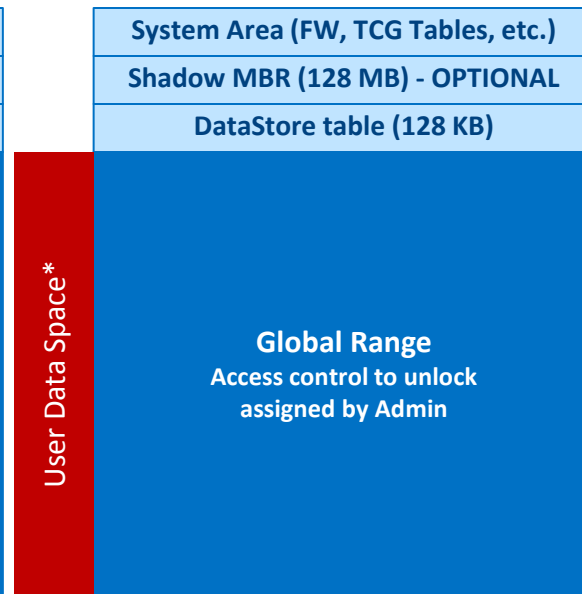 System Area (FW, TCG Tables, etc.)
Shadow MBR (128 MB) - OPTIONAL
DataStore table (128 KB)
User Data Space*
Global Range
Access control to unlock
assigned by Admin